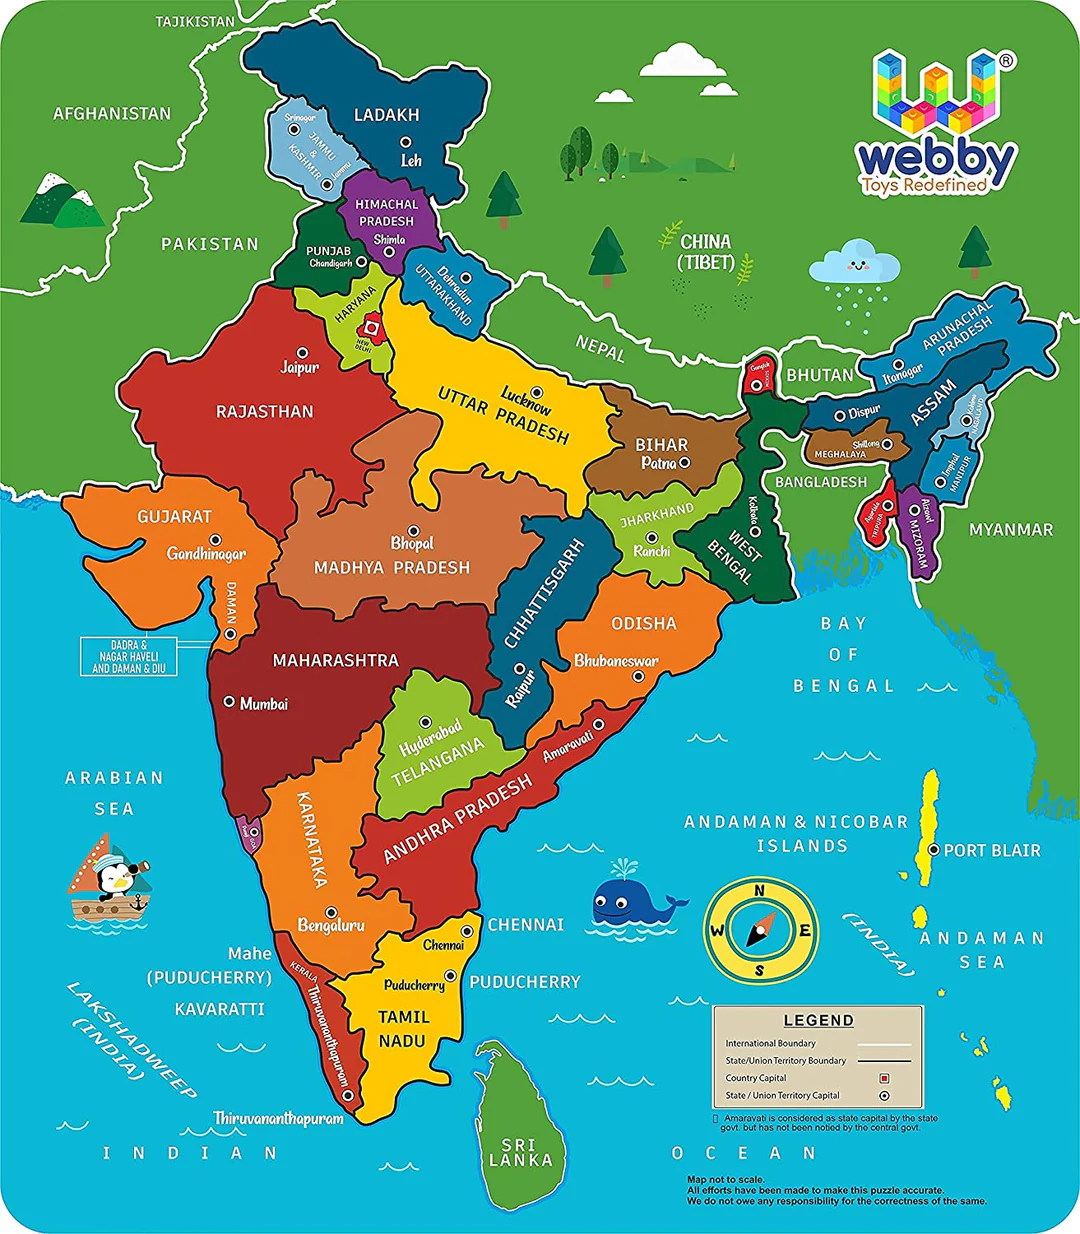 TAJIKISTAN
AFGHANISTAN
PAKISTAN
LADAKH
Leh
Srinagar
JAMMU
&
KASHMIR
Jammu
HIMACHAL
PRADESH
Shimla
PUNJAB
Chandigarh
Dehradun
UTTARAKHAND
HARYANA
NEW
DELHI
webby
®
Toys Redefined
CHINA
(TIBET)
NEPAL
BHUTAN
Gangtok
SIKKIM
ARUNACHAL
PRADESH
Itanagar
ASSAM
Dispur
NAGALAND
Shillong
MEGHALAYA
Imphal
MANIPUR
BANGLADESH
Agartala
TRIPURA
Aizawl
MIZORAM
MYANMAR
Jaipur
RAJASTHAN
Lucknow
UTTAR PRADESH
BIHAR
Patna
JHARKHAND
Ranchi
Kolkata
WEST
BENGAL
GUJARAT
Gandhinagar
DAMAN
DADRA &
NAGAR HAVELI
AND DAMAN & DIU
Bhopal
MADHYA PRADESH
CHHATTISGARH
Raipur
ODISHA
Bhubaneswar
MAHARASHTRA
Mumbai
Hyderabad
TELANGANA
Amaravati
ANDHRA PRADESH
GOA
KARNATAKA
Bengaluru
KERALA
Thiruvananthapuram
Chennai
CHENNAI
Puducherry
PUDUCHERRY
TAMIL
NADU
BAY
OF
BENGAL
ARABIAN
SEA
ANDAMAN & NICOBAR
ISLANDS
PORT BLAIR
(INDIA)
ANDAMAN
SEA
N
W
E
S
Mahe
(PUDUCHERRY)
KAVARATTI
LAKSHADWEEP
(INDIA)
Thiruvananthapuram
SRI
LANKA
INDIAN
OCEAN
LEGEND
International Boundary
State/Union Territory Boundary
Country Capital
State / Union Territory Capital
Amaravati is considered as state capital by the state
govt. but has not been notied by the central govt.
Map not to scale.
All efforts have been made to make this puzzle accurate.
We do not owe any responsibility for the correctness of the same.